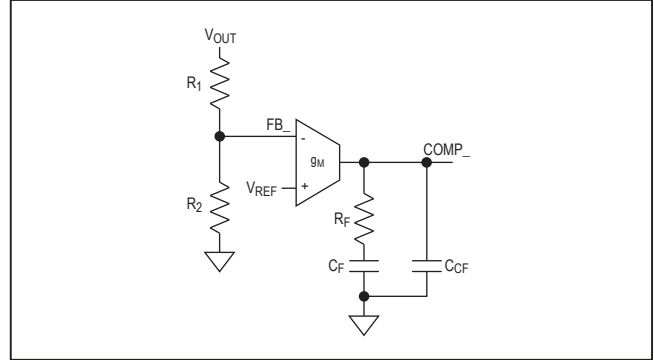 VOUT
R1
FB_
-
gM
COMP_
VREF
+
R2
RF
CF
CCF